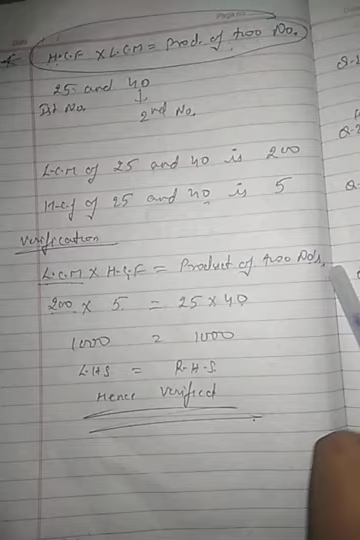 H.C.F × L.C.M = Prod. of two No.
25 and 40
Ist No.
2nd No.
L.C.M of 25 and 40 is 200
H.C.f of 25 and 40 is 5
Verification
L.C.M × H.C.F = Product of two No's.
200 × 5 = 25 × 40
1000 = 1000
L.H.S = R.H.S.
Hence Verified